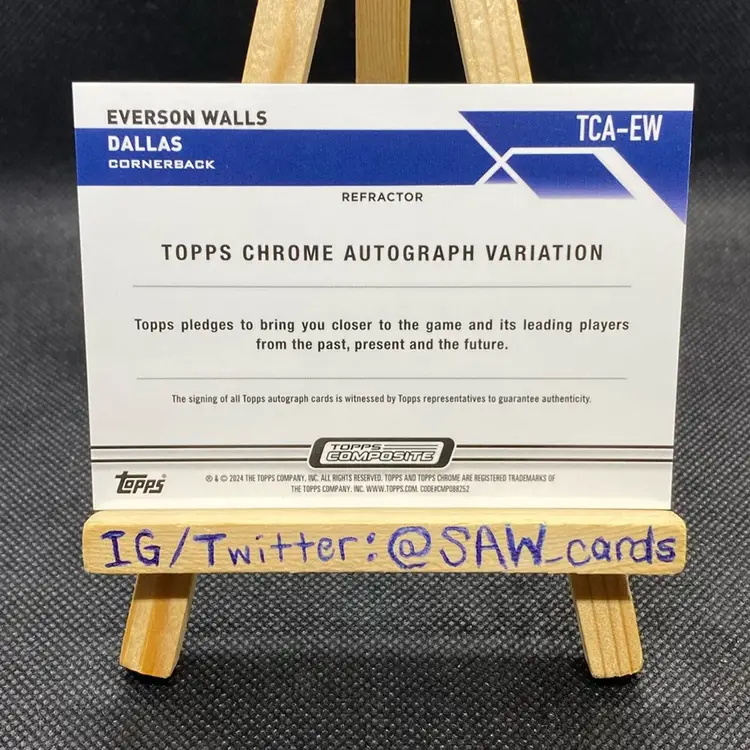 EVERSON WALLS
DALLAS
CORNERBACK
TCA-EW
REFRACTOR
TOPPS CHROME AUTOGRAPH VARIATION
Topps pledges to bring you closer to the game and its leading players
from the past, present and the future.
The signing of all Topps autograph cards is witnessed by Topps representatives to guarantee authenticity.
TOPPS
COMPOSITE
Topps
® & © 2024 THE TOPPS COMPANY, INC. ALL RIGHTS RESERVED. TOPPS AND TOPPS CHROME ARE REGISTERED TRADEMARKS OF
THE TOPPS COMPANY, INC. WWW.TOPPS.COM. CODE#CMP088252
IG/Twitter: @SAW_cards